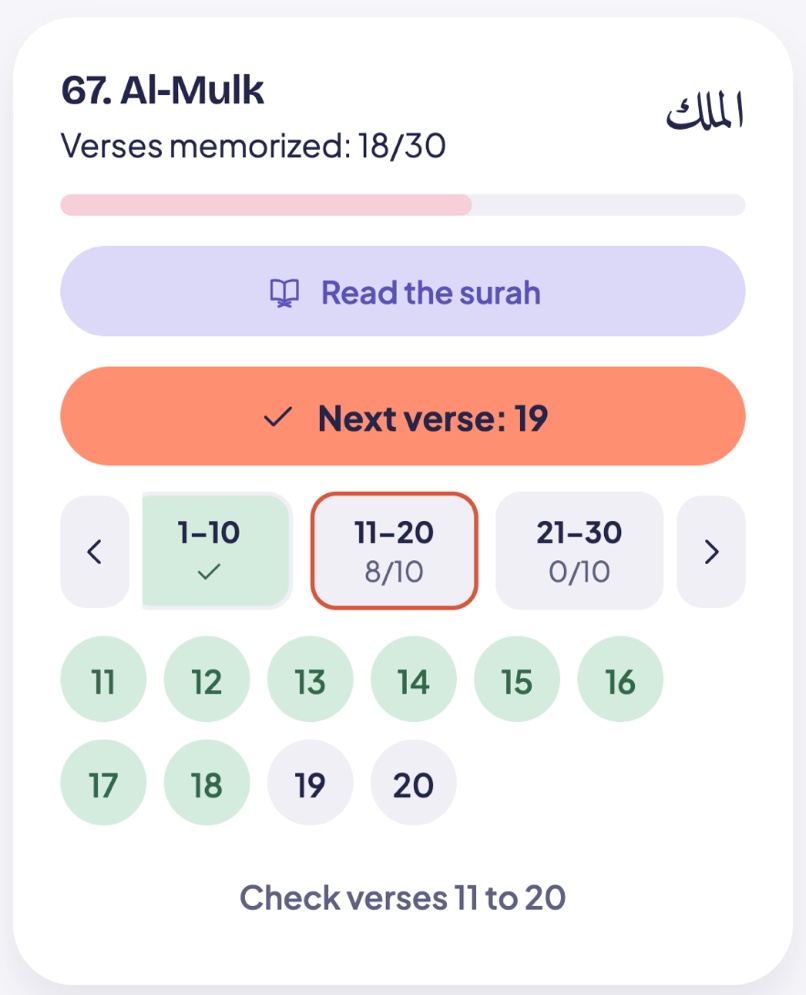 67. Al-Mulk
الملك
Verses memorized: 18/30
Read the surah
Next verse: 19
1–10 11–20 21–30
8/10 0/10
11 12 13 14 15 16
17 18 19 20
Check verses 11 to 20